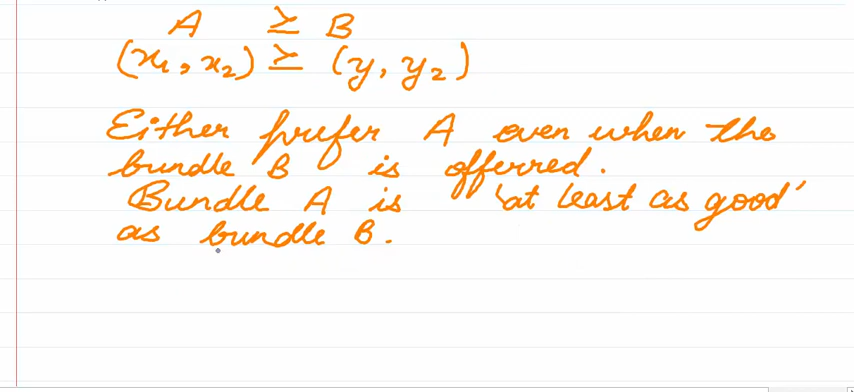 A ⪰ B
(x₁, x₂) ⪰ (y, y₂)
Either prefer A even when the
bundle B is offerred.
Bundle A is 'at least as good'
as bundle B.